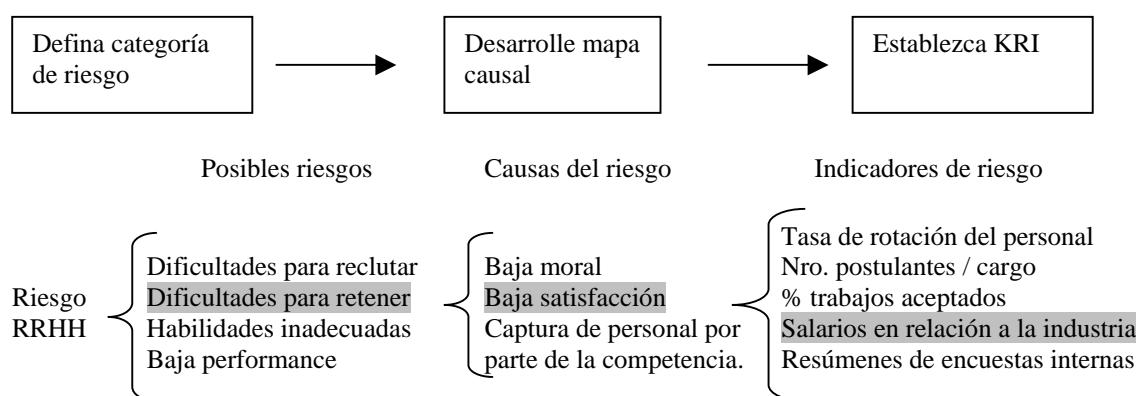 Defina categoría
de riesgo
Desarrolle mapa
causal
Establezca KRI
Posibles riesgos
Causas del riesgo
Indicadores de riesgo
Riesgo
RRHH
Dificultades para reclutar
Dificultades para retener
Habilidades inadecuadas
Baja performance
Baja moral
Baja satisfacción
Captura de personal por
parte de la competencia.
Tasa de rotación del personal
Nro. postulantes / cargo
% trabajos aceptados
Salarios en relación a la industria
Resúmenes de encuestas internas